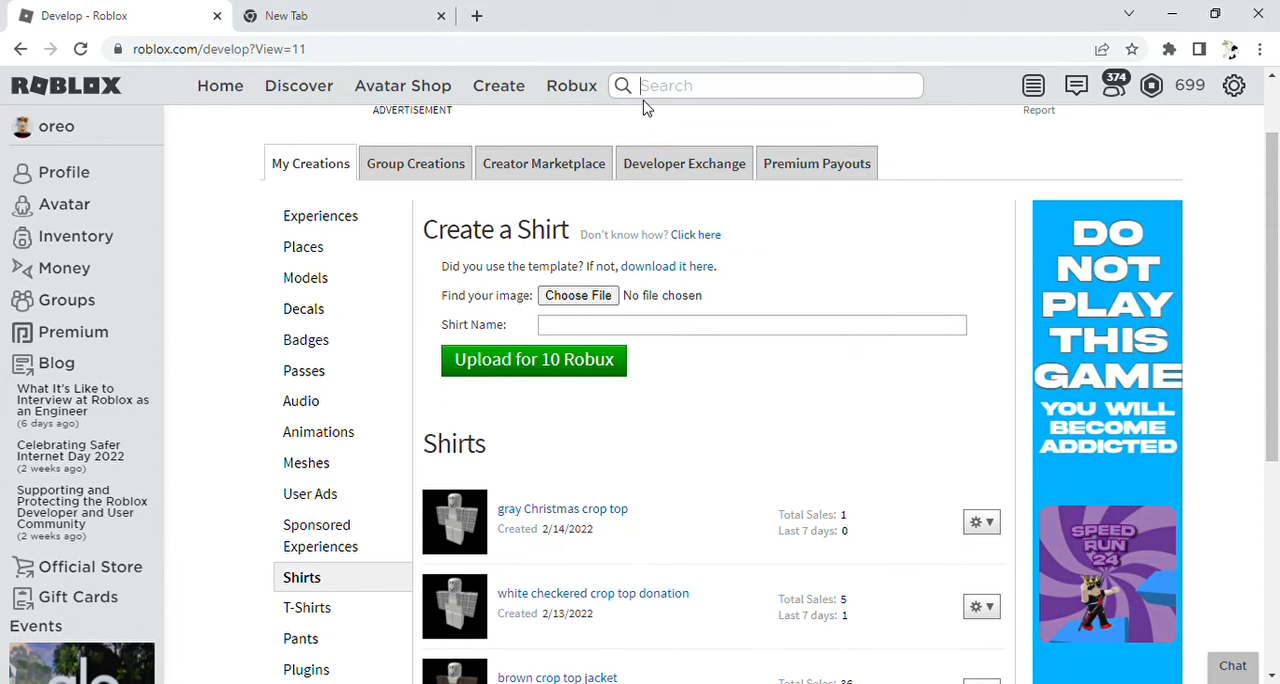 Develop - Roblox
New Tab
roblox.com/develop?View=11
ROBLOX
Home
Discover
Avatar Shop
Create
Robux
Search
374
699
ADVERTISEMENT
Report
oreo
Profile
Avatar
Inventory
Money
Groups
Premium
Blog
What It's Like to
Interview at Roblox as
an Engineer
(6 days ago)
Celebrating Safer
Internet Day 2022
(2 weeks ago)
Supporting and
Protecting the Roblox
Developer and User
Community
(2 weeks ago)
Official Store
Gift Cards
Events
My Creations
Group Creations
Creator Marketplace
Developer Exchange
Premium Payouts
Experiences
Places
Models
Decals
Badges
Passes
Audio
Animations
Meshes
User Ads
Sponsored
Experiences
Shirts
T-Shirts
Pants
Plugins
Create a Shirt Don't know how? Click here
Did you use the template? If not, download it here.
Find your image: Choose File No file chosen
Shirt Name:
Upload for 10 Robux
Shirts
gray Christmas crop top
Created 2/14/2022
Total Sales: 1
Last 7 days: 0
white checkered crop top donation
Created 2/13/2022
Total Sales: 5
Last 7 days: 1
brown crop top jacket
DO
NOT
PLAY
THIS
GAME
YOU WILL
BECOME
ADDICTED
SPEED
RUN
24
Chat